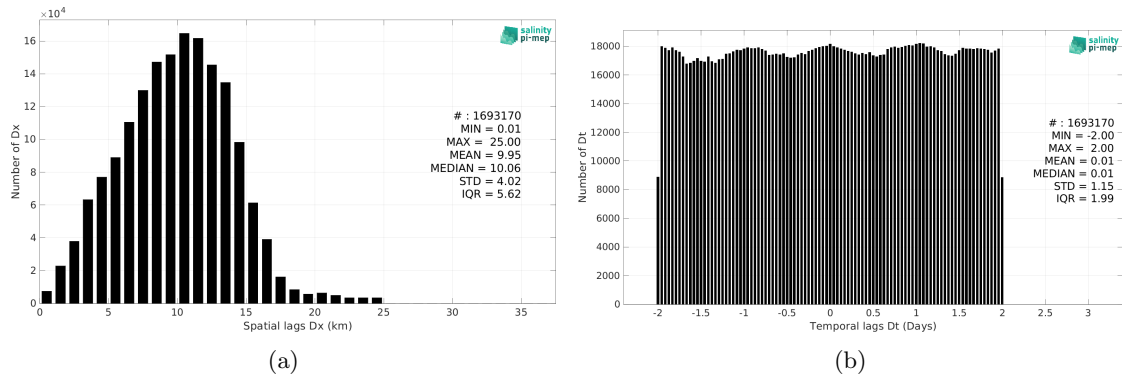 ×10⁴
16
14
12
10
8
6
4
2
0
Number of Dx
salinity
pi-mep
# : 1693170
MIN = 0.01
MAX = 25.00
MEAN = 9.95
MEDIAN = 10.06
STD = 4.02
IQR = 5.62
0 5 10 15 20 25 30 35
Spatial lags Dx (km)
(a)
18000
16000
14000
12000
10000
8000
6000
4000
2000
0
Number of Dt
salinity
pi-mep
# : 1693170
MIN = -2.00
MAX = 2.00
MEAN = 0.01
MEDIAN = 0.01
STD = 1.15
IQR = 1.99
-2 -1.5 -1 -0.5 0 0.5 1 1.5 2 2.5 3
Temporal lags Dt (Days)
(b)